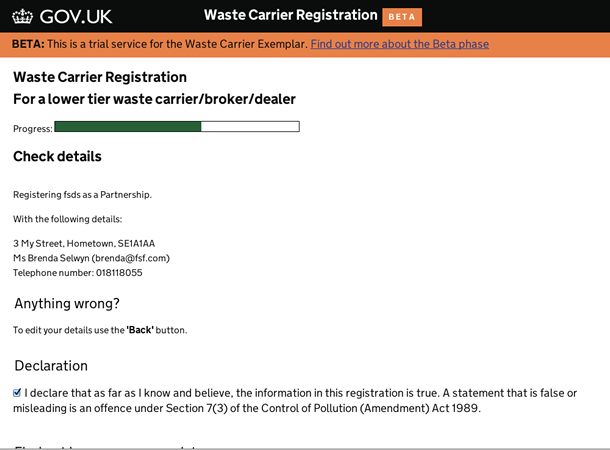 GOV.UK
Waste Carrier Registration BETA
BETA: This is a trial service for the Waste Carrier Exemplar. Find out more about the Beta phase
Waste Carrier Registration
For a lower tier waste carrier/broker/dealer
Progress:
Check details
Registering fsds as a Partnership.
With the following details:
3 My Street, Hometown, SE1A1AA
Ms Brenda Selwyn (brenda@fsf.com)
Telephone number: 018118055
Anything wrong?
To edit your details use the 'Back' button.
Declaration
I declare that as far as I know and believe, the information in this registration is true. A statement that is false or
misleading is an offence under Section 7(3) of the Control of Pollution (Amendment) Act 1989.